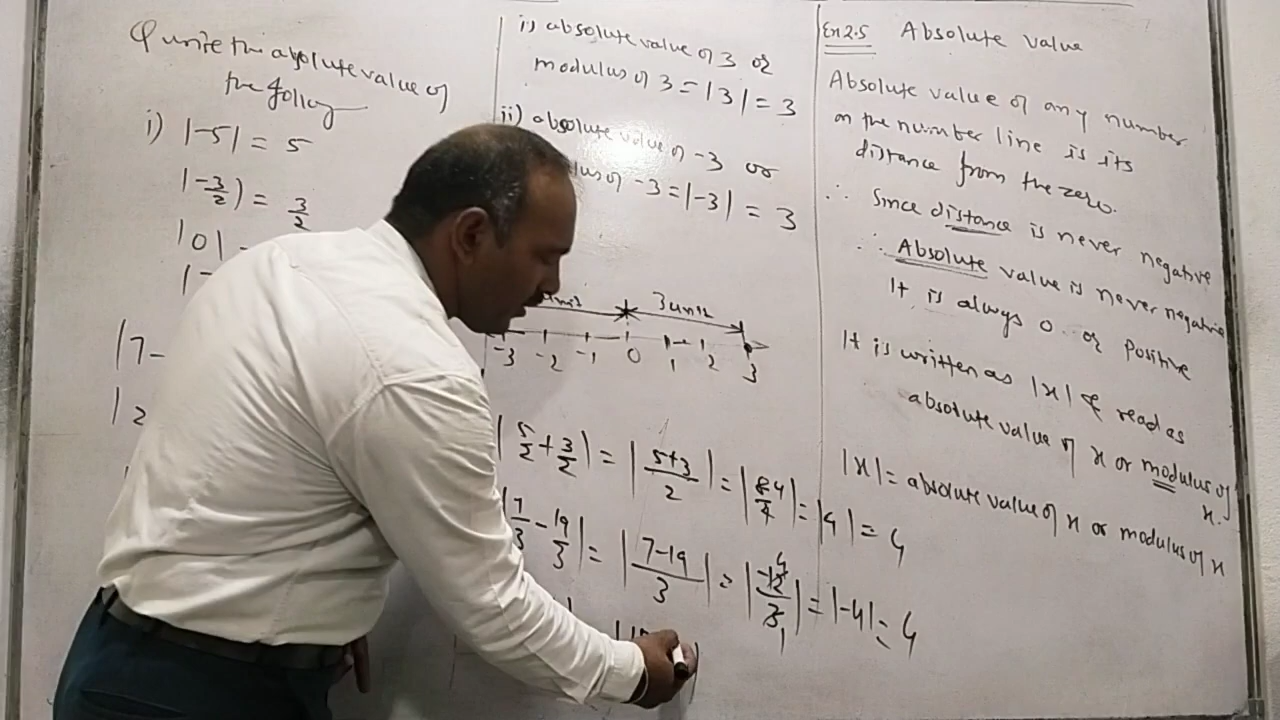 Q write the absolute value of
the follog
i) |-5| = 5
|-3/2| = 3/2
|0| =
|7-
|2
i) absolute value of 3 or
modulus of 3 = |3| = 3
ii) absolute value of -3 or
ulus of -3 = |-3| = 3
3 units
-3 -2 -1 0 1 2 3
|5/2 + 3/2| = |5+3/2| = |8/2| = |4| = 4
|7/3 - 19/3| = |7-19/3| = |-12/3| = |-4| = 4
Ex 2.5 Absolute value
Absolute value of any number
on the number line is its
distance from the zero.
∴ Since distance is never negative
∴ Absolute value is never negative
It is always 0 or positive
It is written as |x| & read as
absolute value of x or modulus of
x.
|x| = absolute value of x or modulus of x